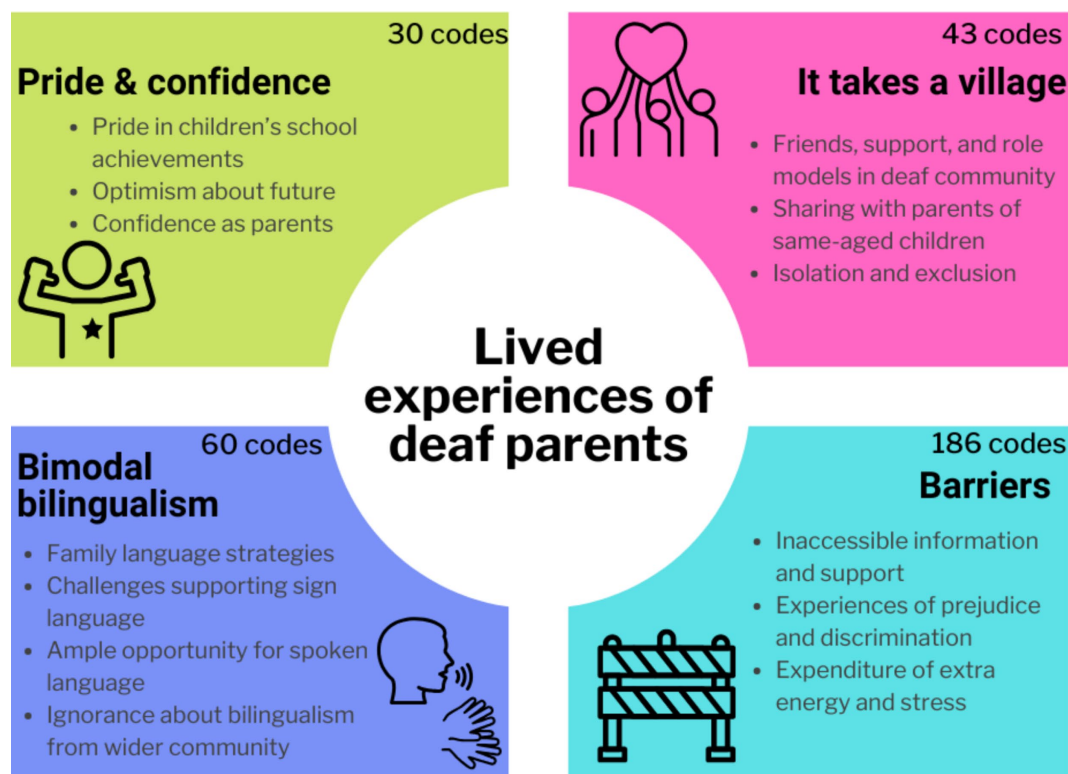 30 codes
Pride & confidence
• Pride in children’s school
achievements
• Optimism about future
• Confidence as parents
43 codes
It takes a village
• Friends, support, and role
models in deaf community
• Sharing with parents of
same-aged children
• Isolation and exclusion
Lived
experiences of
deaf parents
60 codes
Bimodal
bilingualism
• Family language strategies
• Challenges supporting sign
language
• Ample opportunity for spoken
language
• Ignorance about bilingualism
from wider community
186 codes
Barriers
• Inaccessible information
and support
• Experiences of prejudice
and discrimination
• Expenditure of extra
energy and stress